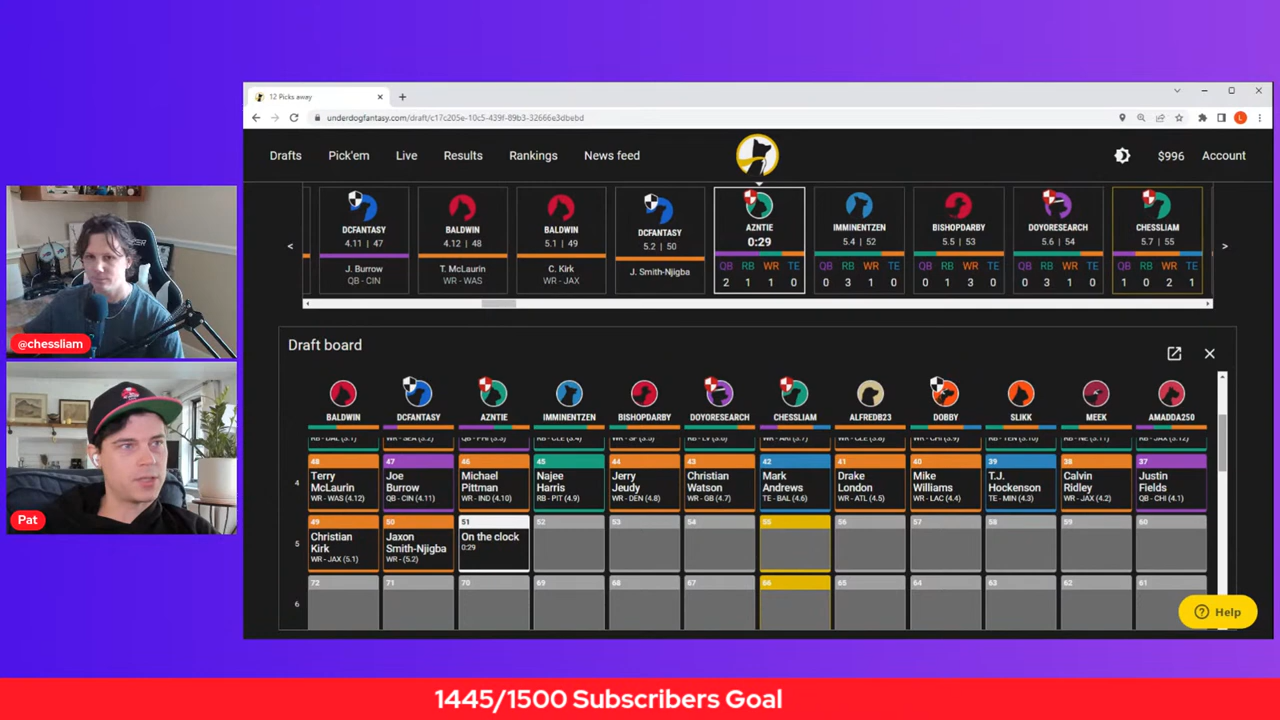 12 Picks away
underdogfantasy.com/draft/c17c205e-10c5-439f-89b3-32666e3dbebd
L
Drafts
Pick'em
Live
Results
Rankings
News feed
$996
Account
DCFANTASY
4.11 | 47
J. Burrow
QB - CIN
BALDWIN
4.12 | 48
T. McLaurin
WR - WAS
BALDWIN
5.1 | 49
C. Kirk
WR - JAX
DCFANTASY
5.2 | 50
J. Smith-Njigba
AZNTIE
0:29
QB RB WR TE
2 1 1 0
IMMINENTZEN
5.4 | 52
QB RB WR TE
0 3 1 0
BISHOPDARBY
5.5 | 53
QB RB WR TE
0 1 3 0
DOYORESEARCH
5.6 | 54
QB RB WR TE
0 3 1 0
CHESSLIAM
5.7 | 55
QB RB WR TE
1 0 2 1
Draft board
BALDWIN DCFANTASY AZNTIE IMMINENTZEN BISHOPDARBY DOYORESEARCH CHESSLIAM ALFREDB23 DOBBY SLIKK MEEK AMADDA250
4
48
Terry
McLaurin
WR - WAS (4.12)
47
Joe
Burrow
QB - CIN (4.11)
46
Michael
Pittman
WR - IND (4.10)
45
Najee
Harris
RB - PIT (4.9)
44
Jerry
Jeudy
WR - DEN (4.8)
43
Christian
Watson
WR - GB (4.7)
42
Mark
Andrews
TE - BAL (4.6)
41
Drake
London
WR - ATL (4.5)
40
Mike
Williams
WR - LAC (4.4)
39
T.J.
Hockenson
TE - MIN (4.3)
38
Calvin
Ridley
WR - JAX (4.2)
37
Justin
Fields
QB - CHI (4.1)
5
49
Christian
Kirk
WR - JAX (5.1)
50
Jaxon
Smith-Njigba
WR - (5.2)
51
On the clock
0:29
52 53 54 55 56 57 58 59 60
6
72 71 70 69 68 67 66 65 64 63 62 61
Help
@chessliam
Pat
1445/1500 Subscribers Goal